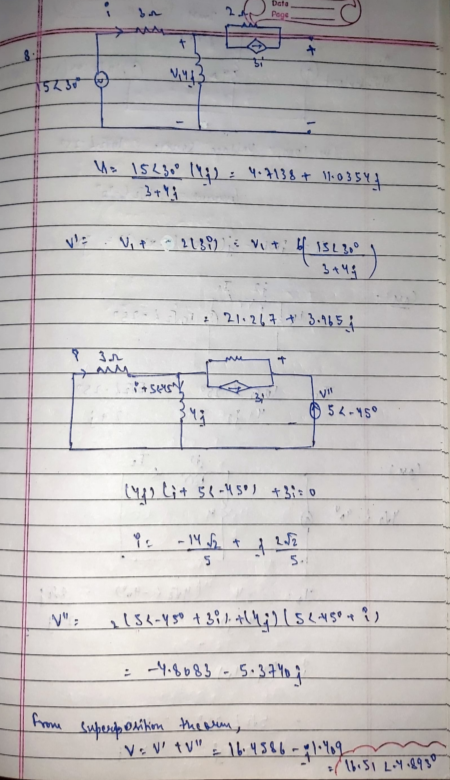 Date
Page
i 3Ω 2Ω
8. + +
V₁ 4j 3i
15∠30°
- -
V₁ = 15∠30° (4j) / 3+4j = 4.7138 + 11.0354j
V' = V₁ + 2(3i) = V₁ + 6(15∠30° / 3+4j)
= 21.267 + 3.965j
i 3Ω +
i+5∠-45° 3i V''
4j - 5∠-45°
(4j) (i + 5∠-45°) + 3i = 0
i = -14√2/5 + j 2√2/5.
V'' = 2(5∠-45° + 3i) + (4j) (5∠-45° + i)
= -4.8083 - 5.3740j
from superposition theorem,
V = V' + V'' = 16.4586 - j1.409
= 16.51 ∠-4.893°